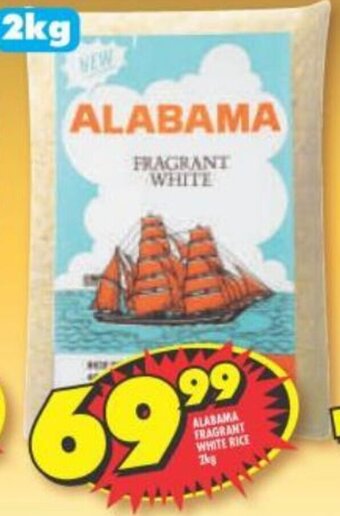 2kg
NEW
ALABAMA
FRAGRANT
WHITE
69 99
ALABAMA
FRAGRANT
WHITE RICE
2kg